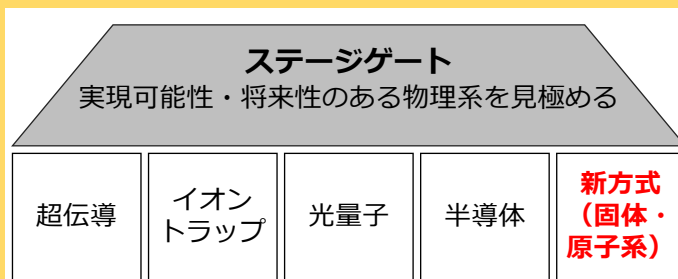 ステージゲート
実現可能性・将来性のある物理系を見極める
超伝導
イオン
トラップ
光量子
半導体
新方式
（固体・
原子系）